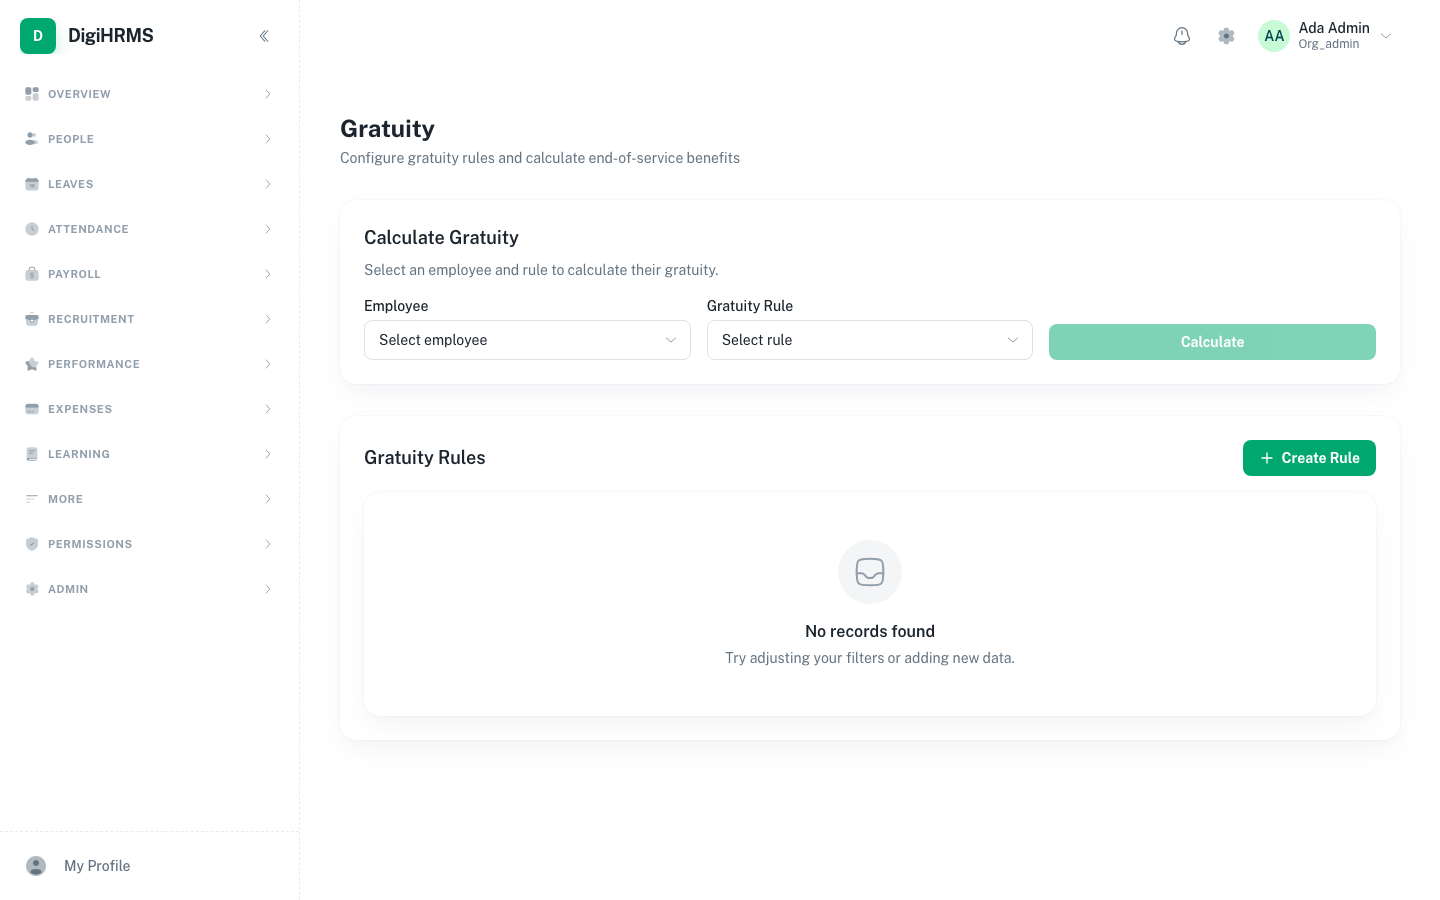 D
DigiHRMS
OVERVIEW
PEOPLE
LEAVES
ATTENDANCE
PAYROLL
RECRUITMENT
PERFORMANCE
EXPENSES
LEARNING
MORE
PERMISSIONS
ADMIN
My Profile
AA
Ada Admin
Org_admin
Gratuity
Configure gratuity rules and calculate end-of-service benefits
Calculate Gratuity
Select an employee and rule to calculate their gratuity.
Employee
Gratuity Rule
Select employee
Select rule
Calculate
Gratuity Rules
Create Rule
No records found
Try adjusting your filters or adding new data.